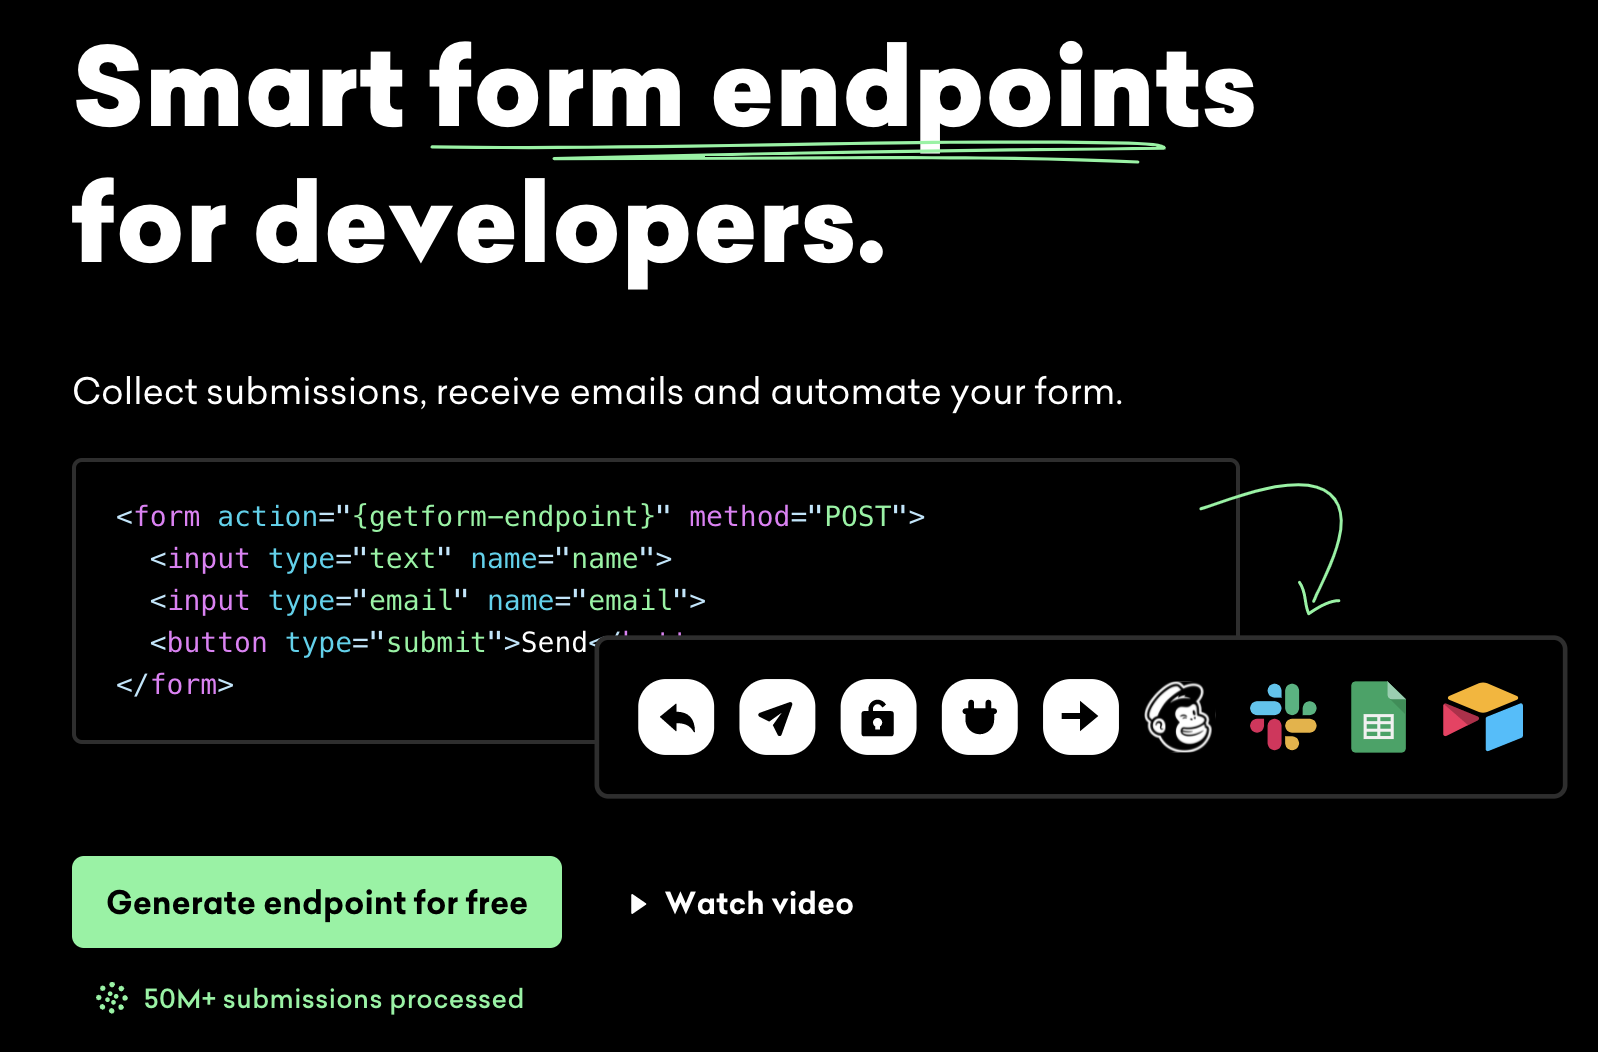 Smart form endpoints
for developers.
Collect submissions, receive emails and automate your form.
<form action="{getform-endpoint}" method="POST">
<input type="text" name="name">
<input type="email" name="email">
<button type="submit">Send</
</form>
Generate endpoint for free
Watch video
50M+ submissions processed